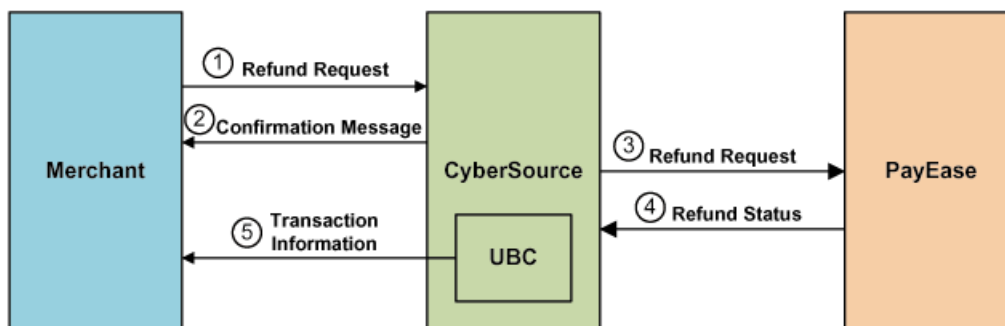 ① Refund Request
② Confirmation Message
③ Refund Request
Merchant
CyberSource
PayEase
④ Refund Status
⑤ Transaction
Information
UBC